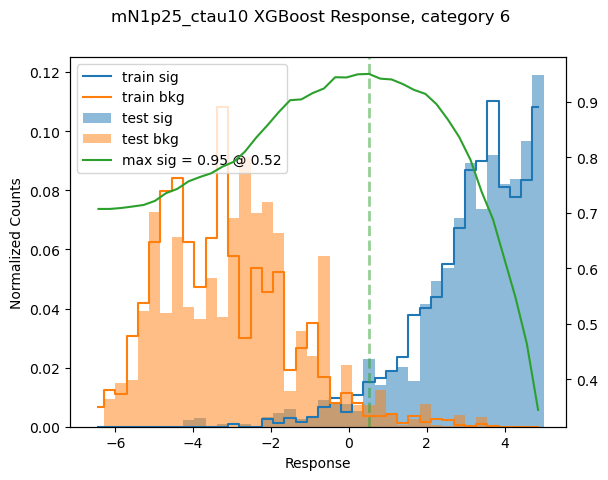 mN1p25_ctau10 XGBoost Response, category 6
train sig
train bkg
test sig
test bkg
max sig = 0.95 @ 0.52
Normalized Counts
0.12
0.10
0.08
0.06
0.04
0.02
0.00
0.9
0.8
0.7
0.6
0.5
0.4
−6
−4
−2
0
2
4
Response